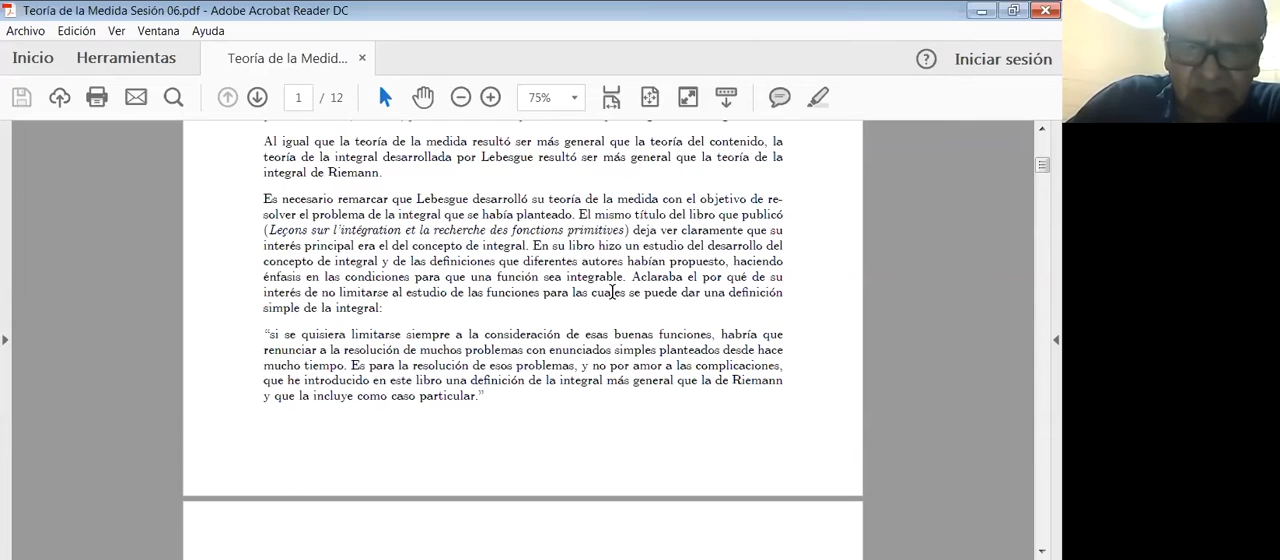 Teoría de la Medida Sesión 06.pdf - Adobe Acrobat Reader DC
Archivo Edición Ver Ventana Ayuda
Inicio Herramientas Teoría de la Medid... × Iniciar sesión
1 / 12 75%
Al igual que la teoría de la medida resultó ser más general que la teoría del contenido, la
teoría de la integral desarrollada por Lebesgue resultó ser más general que la teoría de la
integral de Riemann.
Es necesario remarcar que Lebesgue desarrolló su teoría de la medida con el objetivo de re-
solver el problema de la integral que se había planteado. El mismo título del libro que publicó
(Leçons sur l'intégration et la recherche des fonctions primitives) deja ver claramente que su
interés principal era el del concepto de integral. En su libro hizo un estudio del desarrollo del
concepto de integral y de las definiciones que diferentes autores habían propuesto, haciendo
énfasis en las condiciones para que una función sea integrable. Aclaraba el por qué de su
interés de no limitarse al estudio de las funciones para las cuales se puede dar una definición
simple de la integral:
“si se quisiera limitarse siempre a la consideración de esas buenas funciones, habría que
renunciar a la resolución de muchos problemas con enunciados simples planteados desde hace
mucho tiempo. Es para la resolución de esos problemas, y no por amor a las complicaciones,
que he introducido en este libro una definición de la integral más general que la de Riemann
y que la incluye como caso particular.”